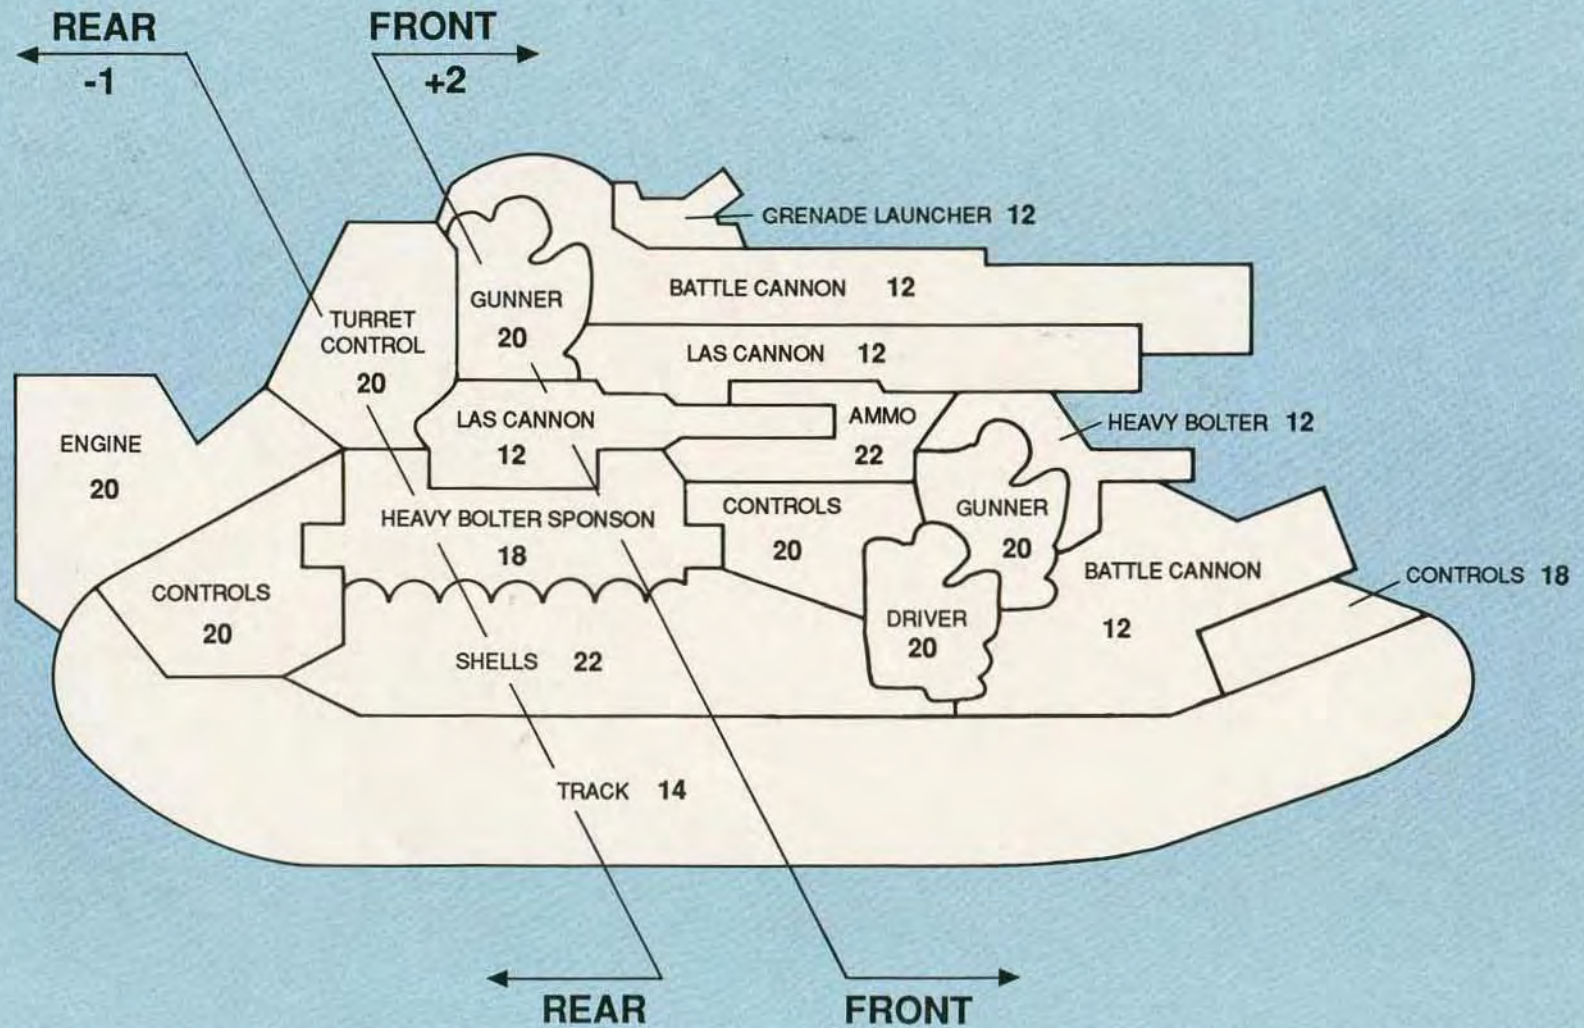 REAR
-1
FRONT
+2
GRENADE LAUNCHER 12
BATTLE CANNON 12
GUNNER
20
TURRET
CONTROL
20
LAS CANNON 12
LAS CANNON
12
AMMO
22
HEAVY BOLTER 12
ENGINE
20
HEAVY BOLTER SPONSON
18
CONTROLS
20
GUNNER
20
BATTLE CANNON
12
CONTROLS 18
CONTROLS
20
DRIVER
20
SHELLS 22
TRACK 14
REAR
FRONT